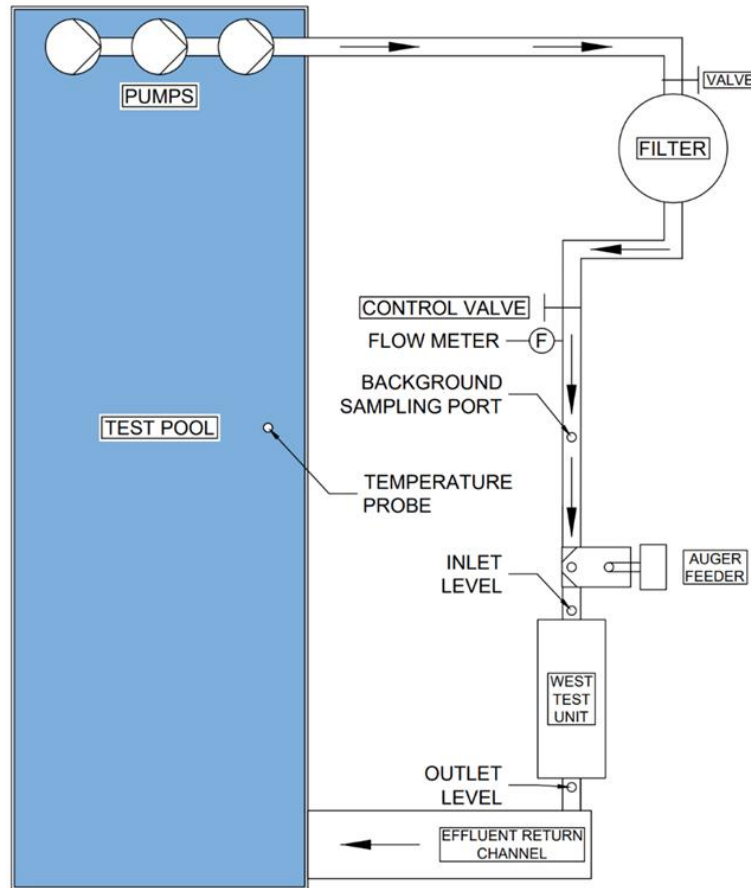 PUMPS
VALVE
FILTER
CONTROL VALVE
FLOW METER
F
BACKGROUND
SAMPLING PORT
TEST POOL
TEMPERATURE
PROBE
INLET
LEVEL
AUGER
FEEDER
WEST
TEST
UNIT
OUTLET
LEVEL
EFFLUENT RETURN
CHANNEL